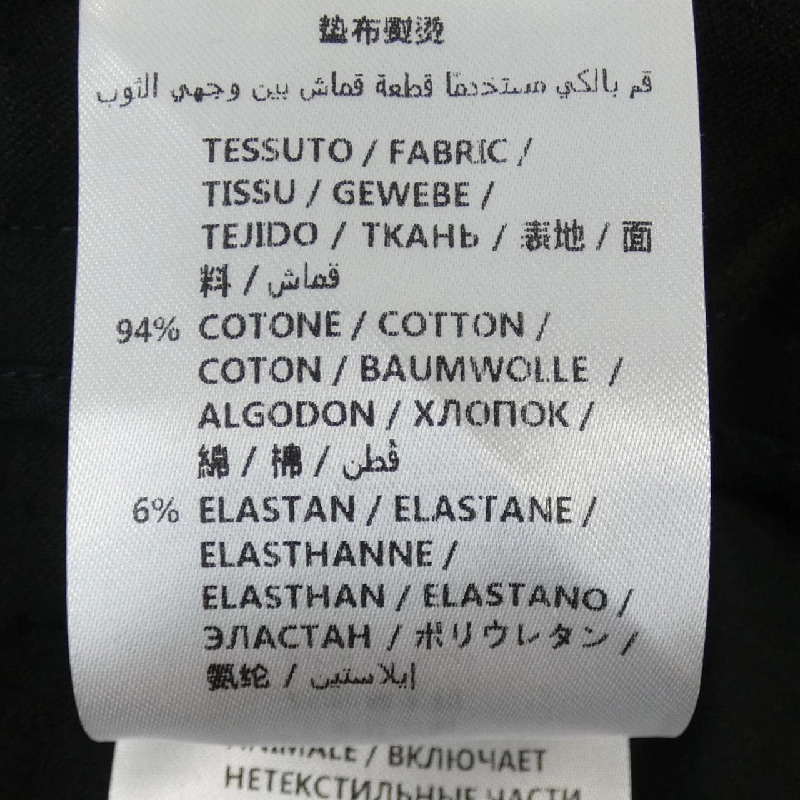 垫布熨烫
قم بالكي مستخدمًا قطعة قماش بين وجهي الثوب
TESSUTO / FABRIC /
TISSU / GEWEBE /
TEJIDO / ТКАНЬ / 表地 / 面
料 / قماش
94% COTONE / COTTON /
COTON / BAUMWOLLE /
ALGODON / ХЛОПОК /
綿 / 棉 / قطن
6% ELASTAN / ELASTANE /
ELASTHANNE /
ELASTHAN / ELASTANO /
ЭЛАСТАН / ポリウレタン /
氨纶 / إيلاستين
ANIMALE / ВКЛЮЧАЕТ
НЕТЕКСТИЛЬНЫЕ ЧАСТИ